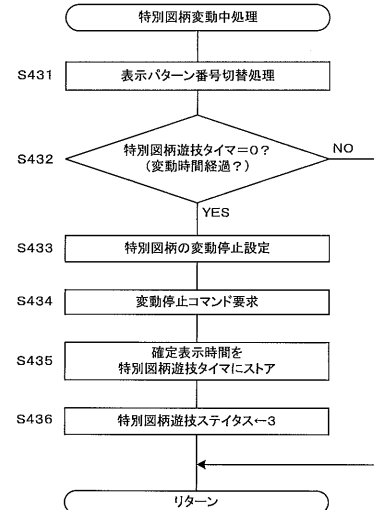 特別図柄変動中処理
S431 表示パターン番号切替処理
S432 特別図柄遊技タイマ=0?
(変動時間経過?)
NO
YES
S433 特別図柄の変動停止設定
S434 変動停止コマンド要求
S435 確定表示時間を
特別図柄遊技タイマにストア
S436 特別図柄遊技ステイタス←3
リターン